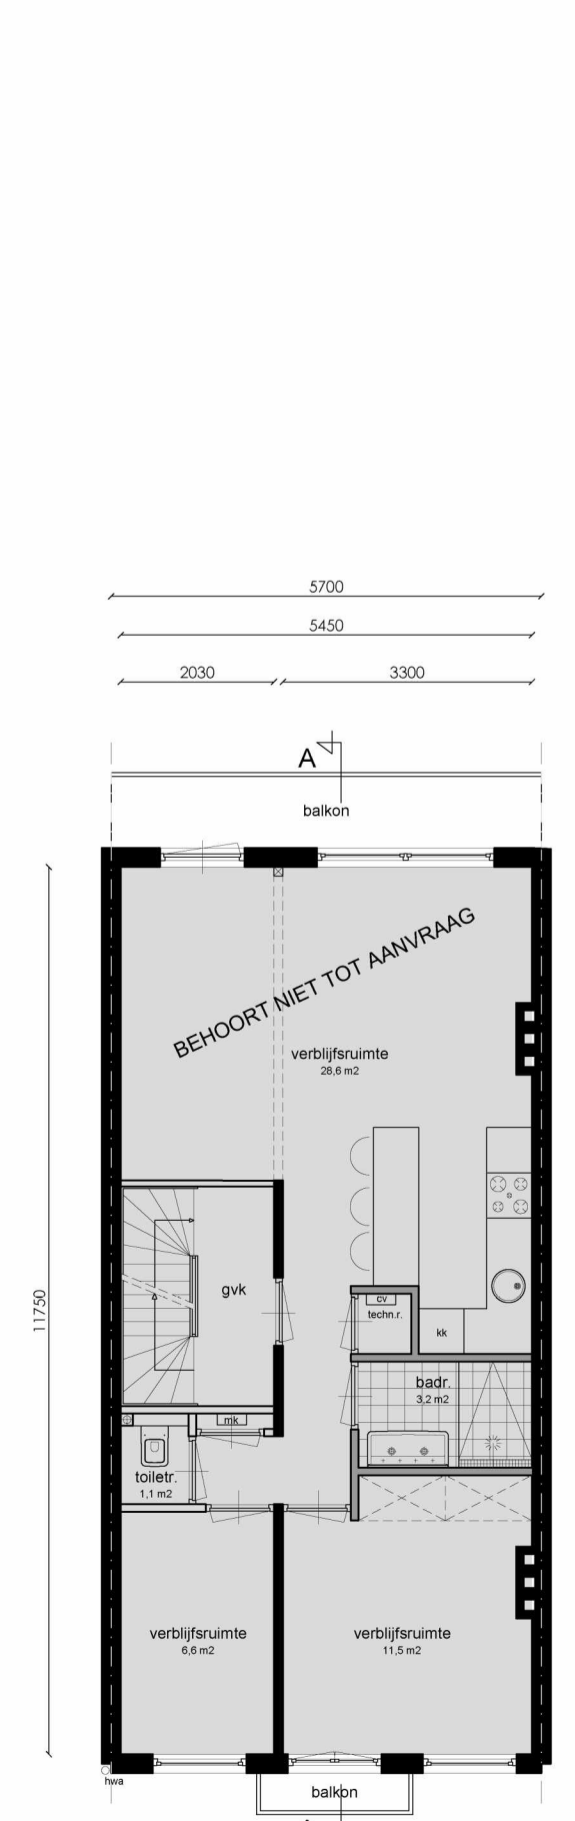 5700
5450
2030 3300
A
balkon
BEHOORT NIET TOT AANVRAAG
verblijfsruimte
28,6 m2
11750
gvk
cv
techn.r.
kk
badr.
3,2 m2
mk
toiletr.
1,1 m2
verblijfsruimte
6,6 m2
verblijfsruimte
11,5 m2
hwa
balkon